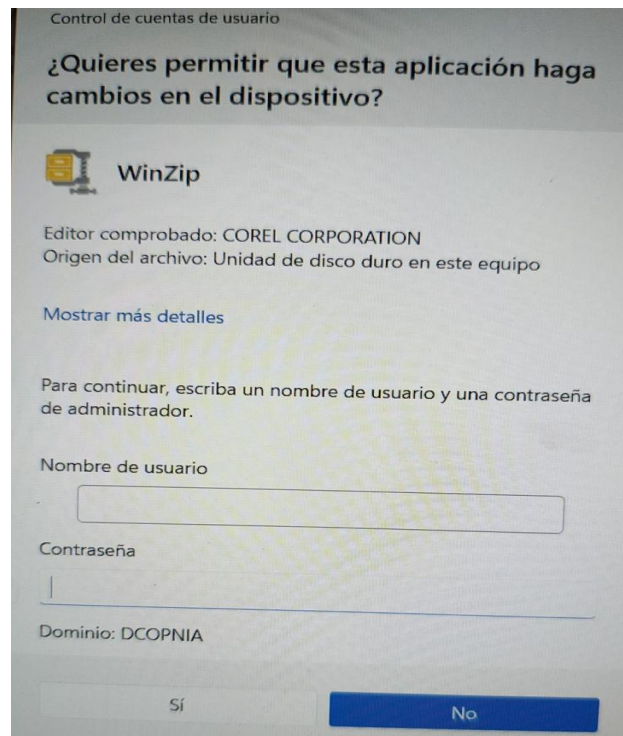 Control de cuentas de usuario
¿Quieres permitir que esta aplicación haga
cambios en el dispositivo?
WinZip
Editor comprobado: COREL CORPORATION
Origen del archivo: Unidad de disco duro en este equipo
Mostrar más detalles
Para continuar, escriba un nombre de usuario y una contraseña
de administrador.
Nombre de usuario
Contraseña
Dominio: DCOPNIA
Sí
No